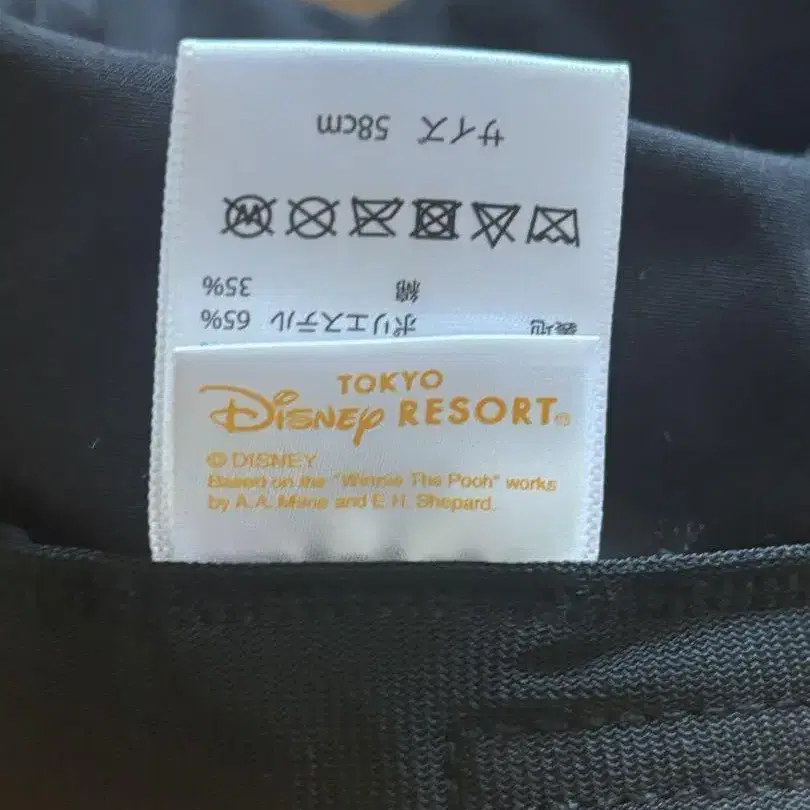 サイズ 58cm
綿 35%
ポリエステル 65%
TOKYO
Disney RESORT®
© DISNEY
Based on the "Winnie The Pooh" works
by A.A. Milne and E.H. Shepard.